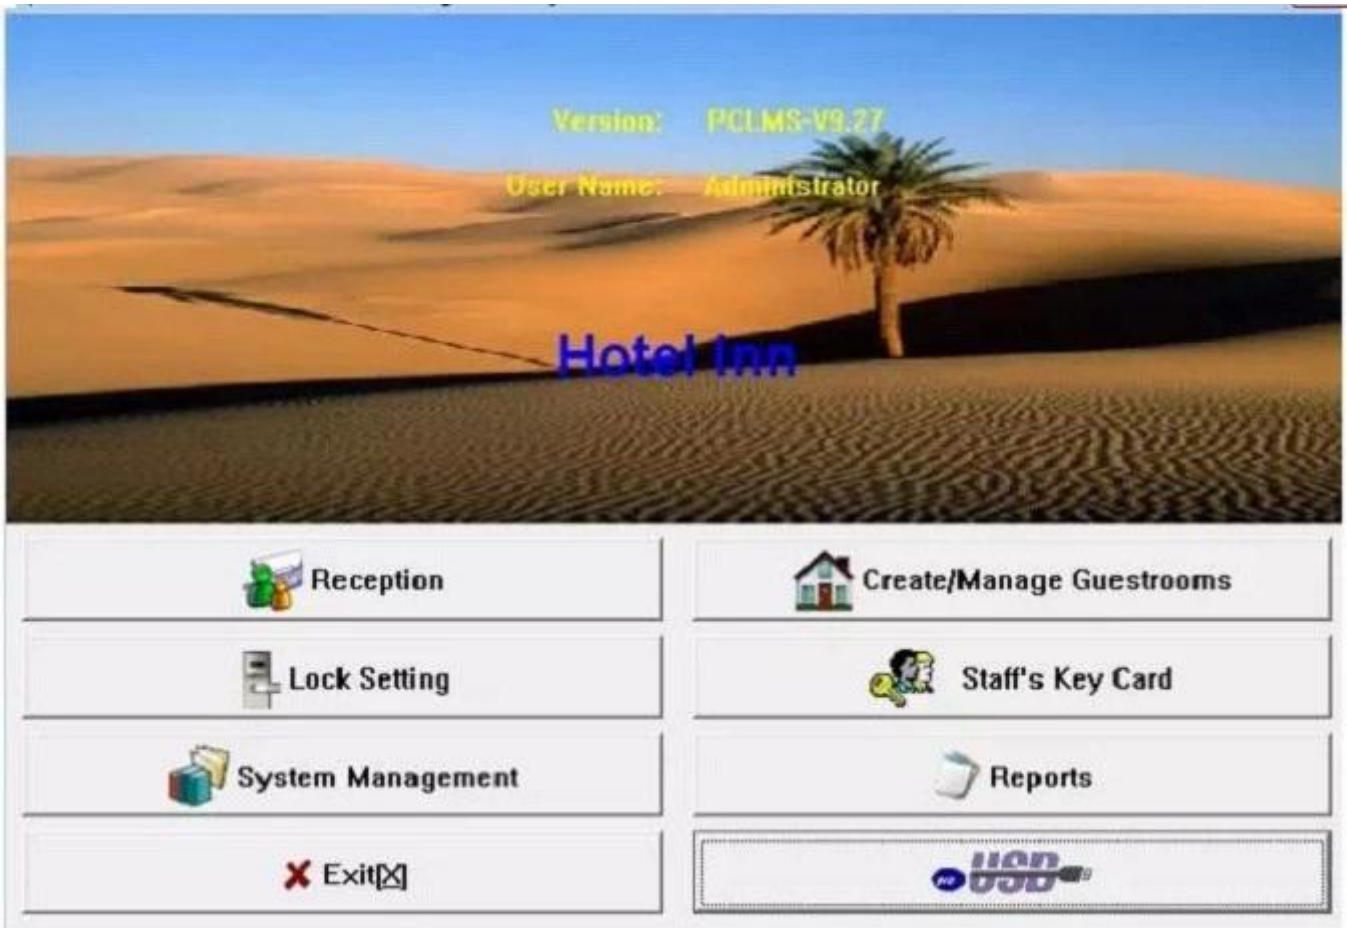 Version: PCLMS-V9.27
User Name: Administrator
Hotel Inn
Reception
Create/Manage Guestrooms
Lock Setting
Staff's Key Card
System Management
Reports
Exit[X]
USB